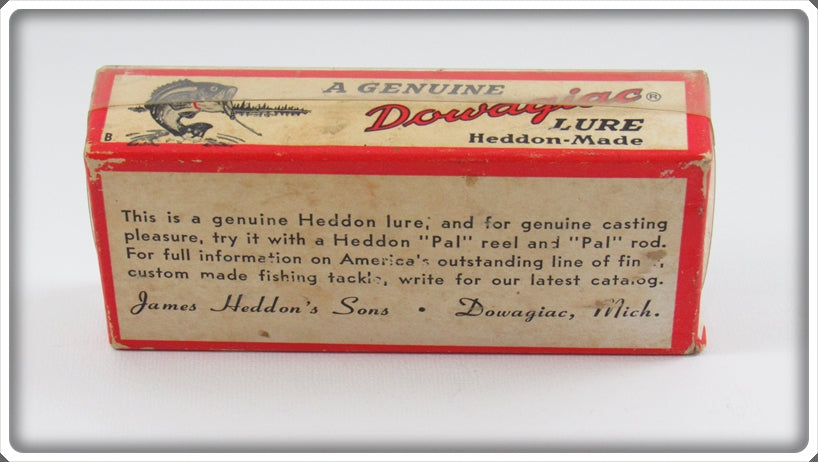 A GENUINE
Dowagiac ®
LURE
Heddon-Made
B
This is a genuine Heddon lure, and for genuine casting
pleasure, try it with a Heddon "Pal" reel and "Pal" rod.
For full information on America's outstanding line of
custom made fishing tackle, write for our latest catalog.
James Heddon's Sons • Dowagiac, Mich.